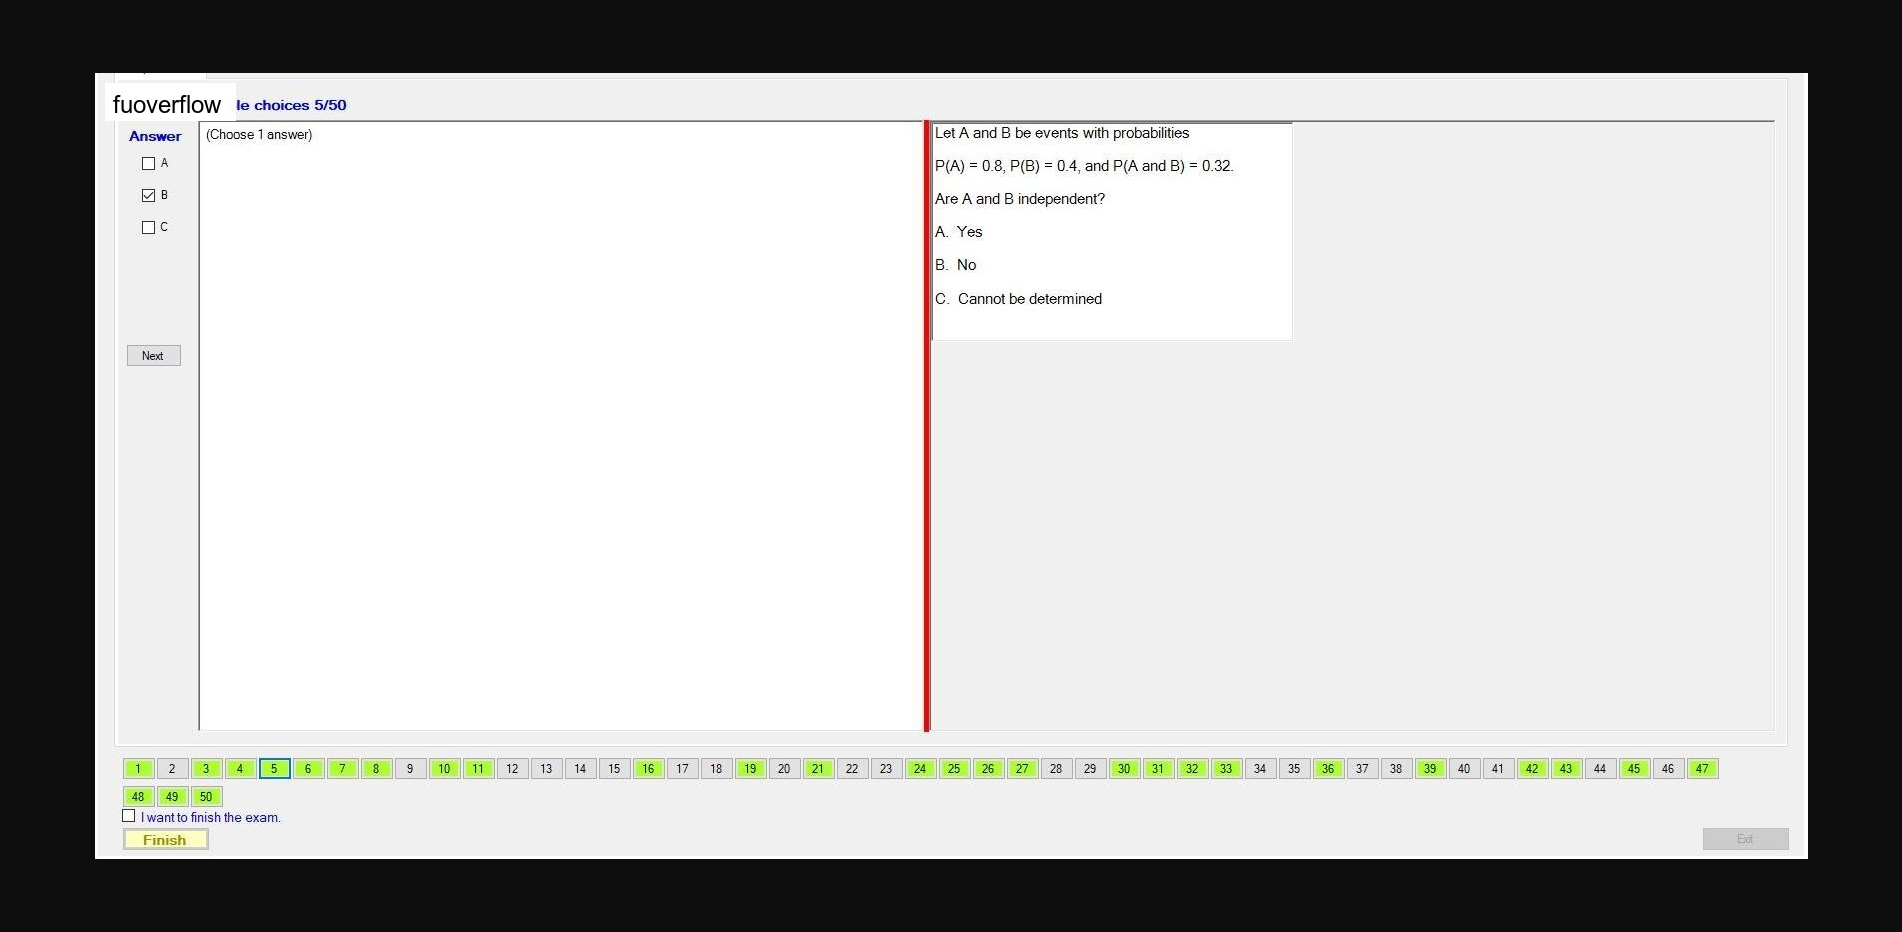 fuoverflow
le choices 5/50
Answer
(Choose 1 answer)
A
B
C
Next
Let A and B be events with probabilities
P(A) = 0.8, P(B) = 0.4, and P(A and B) = 0.32.
Are A and B independent?
A. Yes
B. No
C. Cannot be determined
1 2 3 4 5 6 7 8 9 10 11 12 13 14 15 16 17 18 19 20 21 22 23 24 25 26 27 28 29 30 31 32 33 34 35 36 37 38 39 40 41 42 43 44 45 46 47
48 49 50
I want to finish the exam.
Finish
Exit